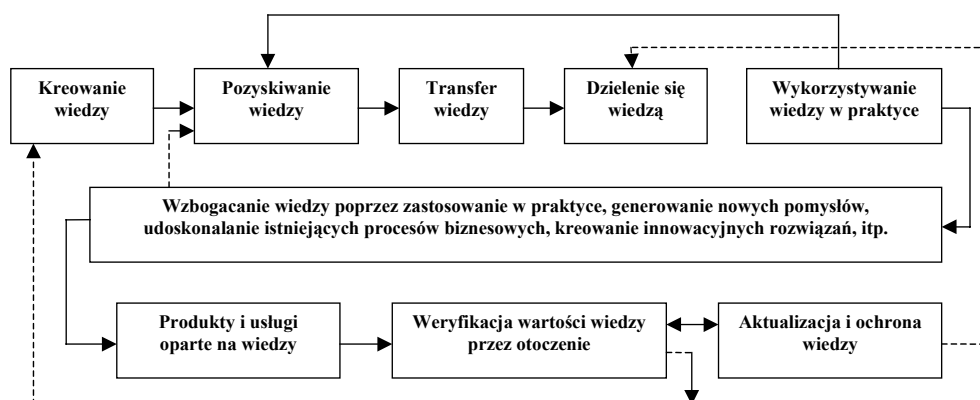 Kreowanie
wiedzy
Pozyskiwanie
wiedzy
Transfer
wiedzy
Dzielenie się
wiedzą
Wykorzystywanie
wiedzy w praktyce
Wzbogacanie wiedzy poprzez zastosowanie w praktyce, generowanie nowych pomysłów,
udoskonalanie istniejących procesów biznesowych, kreowanie innowacyjnych rozwiązań, itp.
Produkty i usługi
oparte na wiedzy
Weryfikacja wartości wiedzy
przez otoczenie
Aktualizacja i ochrona
wiedzy